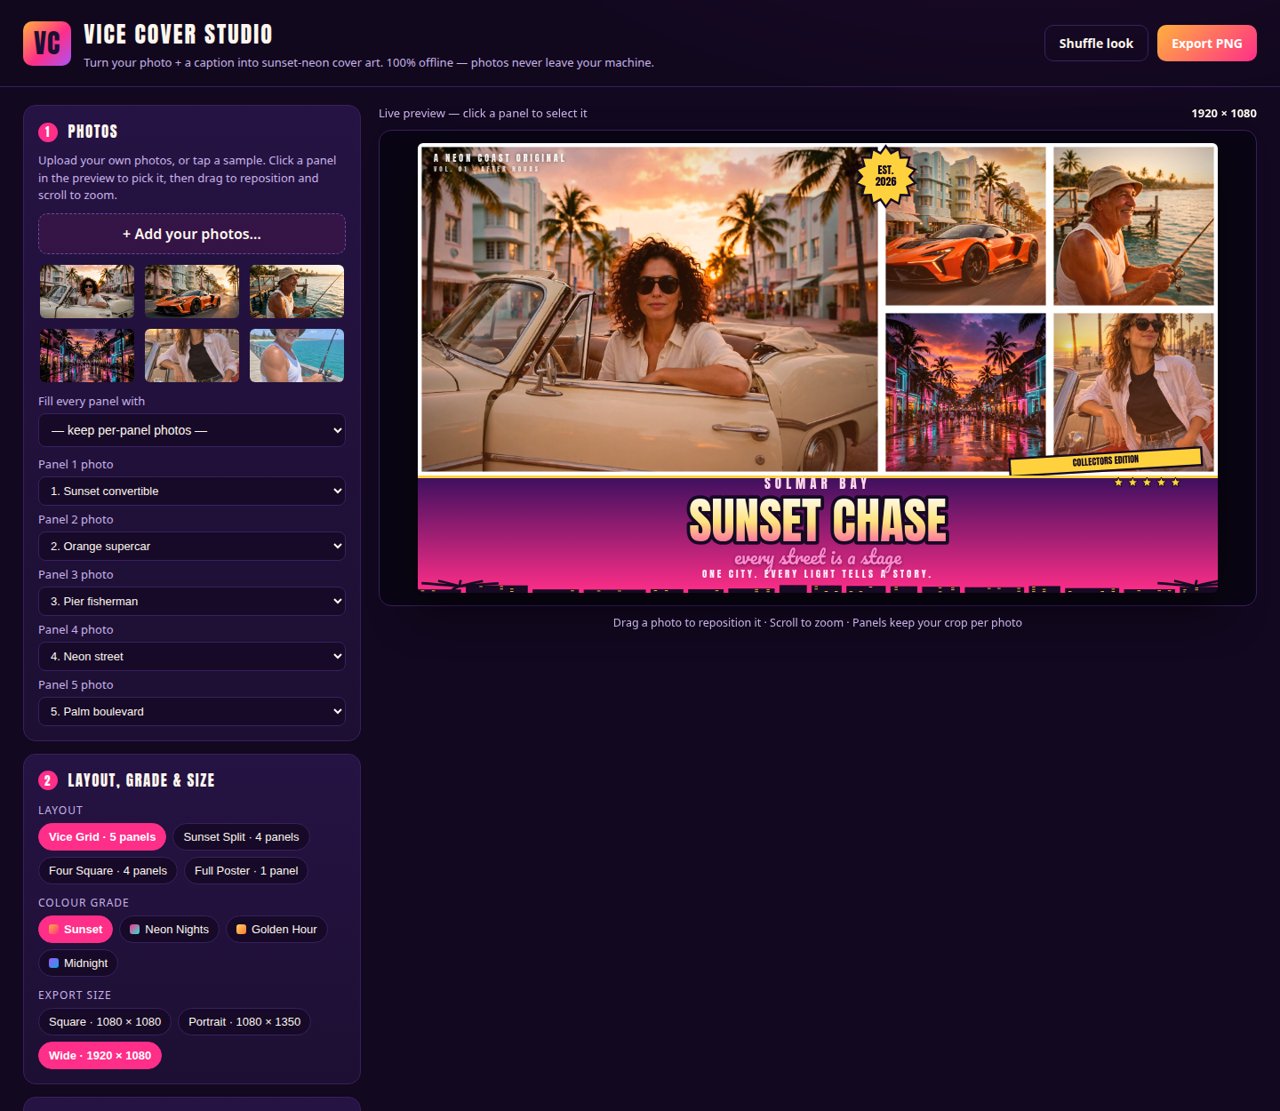 VC
VICE COVER STUDIO
Turn your photo + a caption into sunset-neon cover art. 100% offline — photos never leave your machine.
Shuffle look
Export PNG
1 PHOTOS
Upload your own photos, or tap a sample. Click a panel
in the preview to pick it, then drag to reposition and
scroll to zoom.
+ Add your photos...
Fill every panel with
— keep per-panel photos —
Panel 1 photo
1. Sunset convertible
Panel 2 photo
2. Orange supercar
Panel 3 photo
3. Pier fisherman
Panel 4 photo
4. Neon street
Panel 5 photo
5. Palm boulevard
2 LAYOUT, GRADE & SIZE
LAYOUT
Vice Grid · 5 panels
Sunset Split · 4 panels
Four Square · 4 panels
Full Poster · 1 panel
COLOUR GRADE
Sunset
Neon Nights
Golden Hour
Midnight
EXPORT SIZE
Square · 1080 × 1080
Portrait · 1080 × 1350
Wide · 1920 × 1080
Live preview — click a panel to select it
1920 × 1080
A NEON COAST ORIGINAL
VOL. 01 · AFTER HOURS
EST.
2026
COLLECTORS EDITION
SOLMAR BAY
SUNSET CHASE
every street is a stage
ONE CITY. EVERY LIGHT TELLS A STORY.
Drag a photo to reposition it · Scroll to zoom · Panels keep your crop per photo